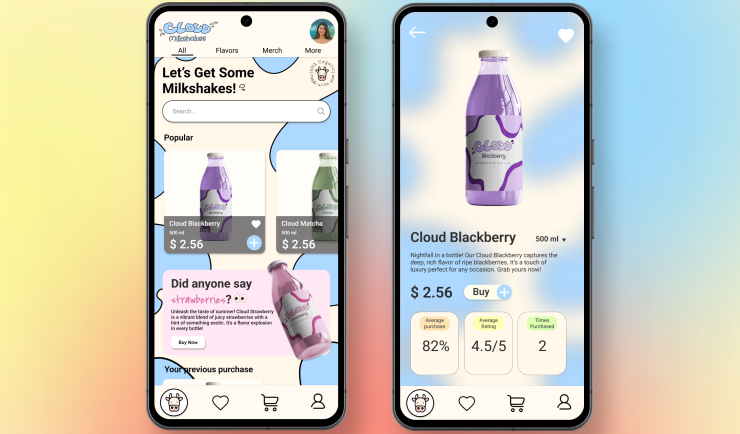 CLOUD
Milkshakes
All Flavors Merch More
Let's Get Some
Milkshakes!
Search...
Popular
CLOUD
Blackberry
Cloud Blackberry
500 ml
$ 2.56
Cloud Matcha
500 ml
$ 2.56
Did anyone say
strawberries? 👀
Unleash the taste of summer! Cloud Strawberry
is a vibrant blend of juicy strawberries with a
hint of something exotic. It's a flavor explosion
in every bottle!
Buy Now
Your previous purchase
CLOUD
Blackberry
Cloud Blackberry
500 ml ▾
Nightfall in a bottle! Our Cloud Blackberry captures the
deep, rich flavor of ripe blackberries. It's a touch of
luxury perfect for any occasion. Grab yours now!
$ 2.56
Buy +
Average
purchase
82%
Average
Rating
4.5/5
Times
Purchased
2